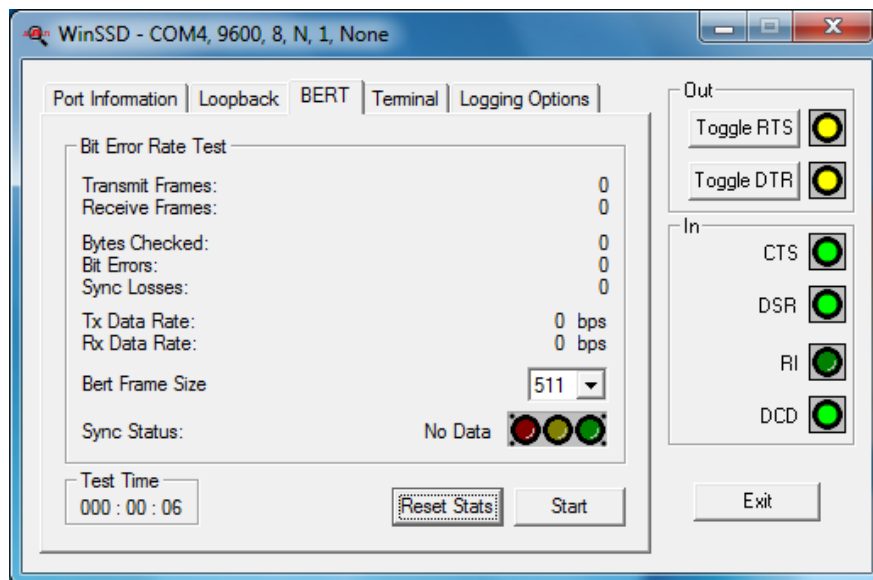 WinSSD - COM4, 9600, 8, N, 1, None
Port Information Loopback BERT Terminal Logging Options
Bit Error Rate Test
Transmit Frames: 0
Receive Frames: 0
Bytes Checked: 0
Bit Errors: 0
Sync Losses: 0
Tx Data Rate: 0 bps
Rx Data Rate: 0 bps
Bert Frame Size 511
Sync Status: No Data
Test Time
000 : 00 : 06
Reset Stats Start
Out
Toggle RTS
Toggle DTR
In
CTS
DSR
RI
DCD
Exit